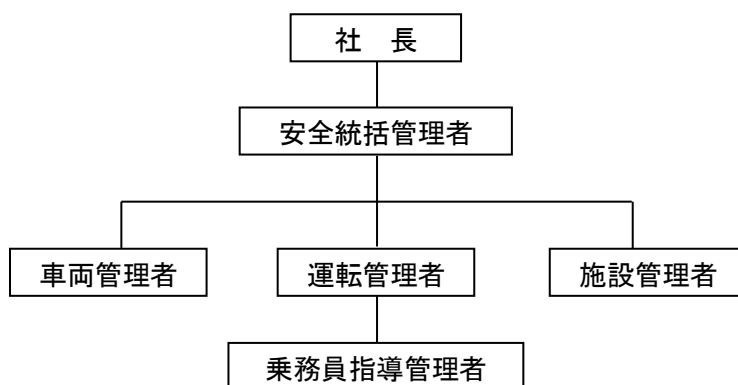 社　長
安全統括管理者
車両管理者
運転管理者
施設管理者
乗務員指導管理者